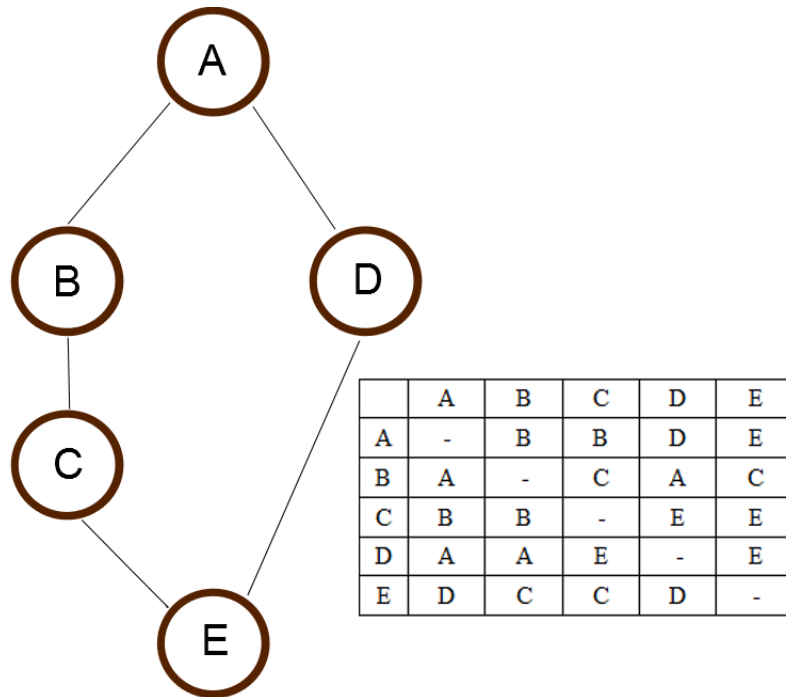 A
B
D
C
E
A B C D E
A - B B D E
B A - C A C
C B B - E E
D A A E - E
E D C C D -